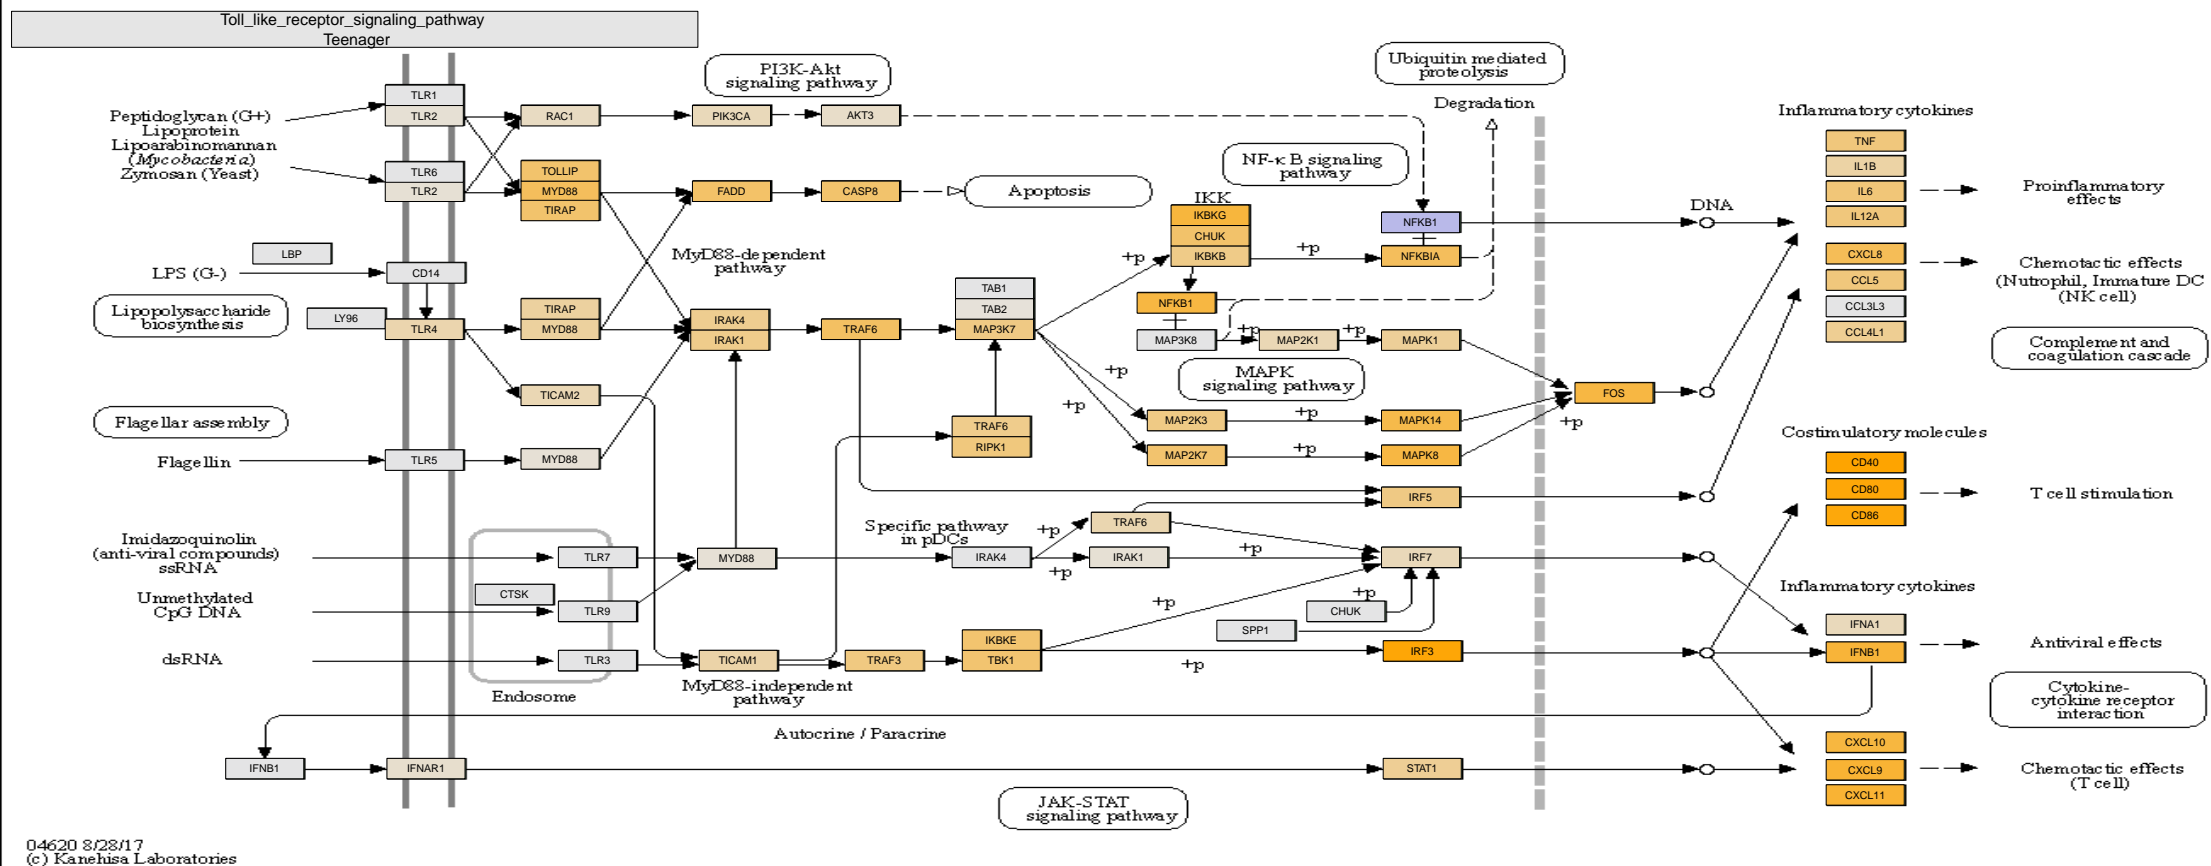 Toll_like_receptor_signaling_pathway
Teenager
PI3K-Akt
signaling pathway
Ubiquitin mediated
proteolysis
Degradation
Peptidoglycan (G+)
Lipoprotein
Lipoarabinomannan
(Mycobacteria)
Zymosan (Yeast)
TLR1
TLR2
RAC1
PIK3CA
AKT3
TLR6
TLR2
TOLLIP
MYD88
TIRAP
FADD
CASP8
Apoptosis
NF-κ B signaling
pathway
IKK
IKBKG
CHUK
IKBKB
+p
+p
NFKB1
NFKBIA
DNA
Inflammatory cytokines
TNF
IL1B
IL6
IL12A
Proinflammatory
effects
CXCL8
CCL5
CCL3L3
CCL4L1
Chemotactic effects
(Nutrophil, Immature DC
(NK cell)
Complement and
coagulation cascade
LBP
LPS (G-)
CD14
MyD88-dependent
pathway
Lipopolysaccharide
biosynthesis
LY96
TLR4
TIRAP
MYD88
IRAK4
IRAK1
TRAF6
TAB1
TAB2
MAP3K7
NFKB1
MAP3K8
+p
MAP2K1
+p
MAPK1
MAPK
signaling pathway
FOS
+p
TICAM2
+p
+p
MAP2K3
+p
MAPK14
MAP2K7
+p
MAPK8
TRAF6
RIPK1
Flagellar assembly
Flagellin
TLR5
MYD88
IRF5
Costimulatory molecules
CD40
CD80
CD86
T cell stimulation
Imidazoquinolin
(anti-viral compounds)
ssRNA
TLR7
MYD88
Specific pathway
in pDCs
IRAK4
+p
TRAF6
+p
IRAK1
+p
IRF7
Unmethylated
CpG DNA
CTSK
TLR9
+p
CHUK
+p
SPP1
Inflammatory cytokines
IFNA1
IFNB1
Antiviral effects
dsRNA
TLR3
Endosome
TICAM1
MyD88-independent
pathway
TRAF3
IKBKE
TBK1
+p
IRF3
Cytokine-
cytokine receptor
interaction
Autocrine / Paracrine
IFNB1
IFNAR1
STAT1
JAK-STAT
signaling pathway
CXCL10
CXCL9
CXCL11
Chemotactic effects
(T cell)
04620 8/28/17
(c) Kanehisa Laboratories